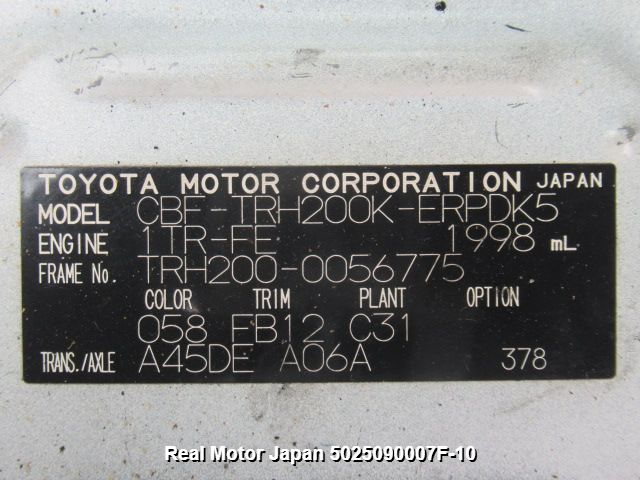 TOYOTA MOTOR CORPORATION JAPAN
MODEL CBF-TRH200K-ERPDK5
ENGINE 1TR-FE 1998 mL
FRAME No. TRH200-0056775
COLOR TRIM PLANT OPTION
058 FB12 C31
TRANS./AXLE A45DE A06A 378
Real Motor Japan 5025090007F-10